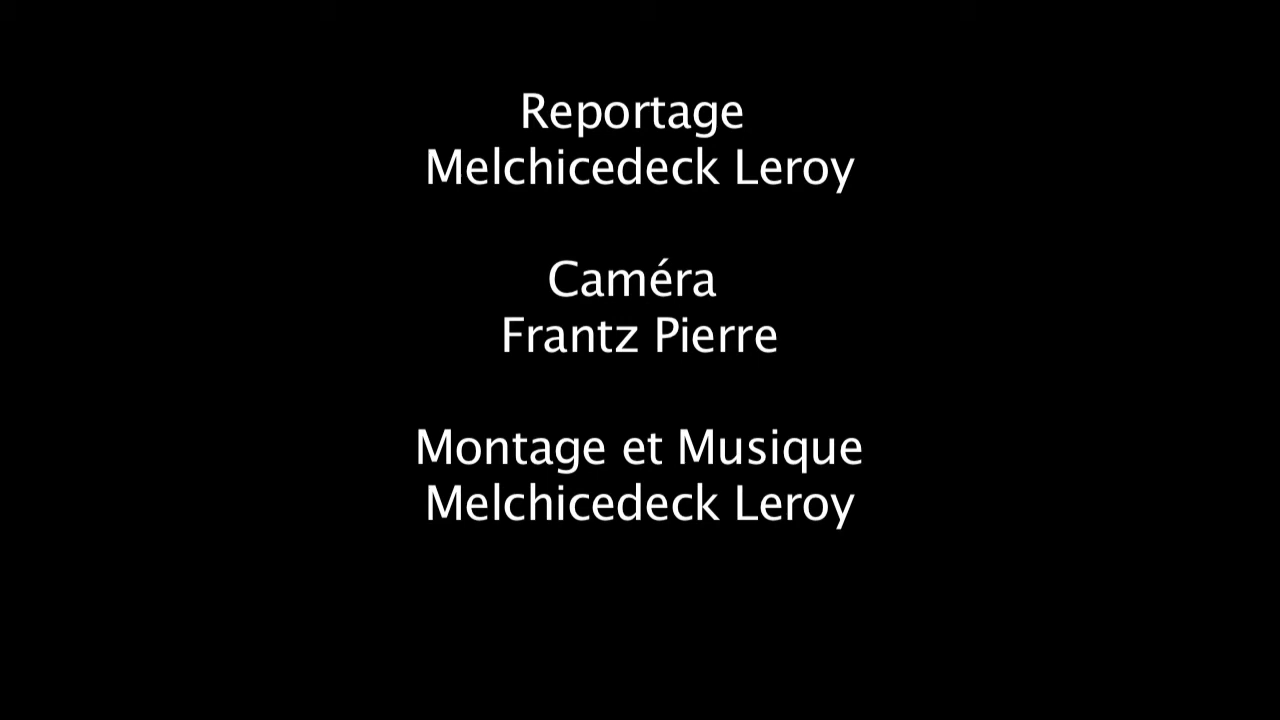 Reportage
Melchicedeck Leroy
Caméra
Frantz Pierre
Montage et Musique
Melchicedeck Leroy